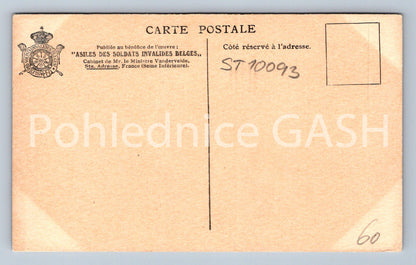 CARTE POSTALE
Publiée au bénéfice de l'œuvre :
"ASILES DES SOLDATS INVALIDES BELGES,,
Cabinet de Mr. le Ministre Vandervelde,
Ste. Adresse, France (Seine Inférieure).
Côté réservé à l'adresse.
ST10093
Pohlednice GASH
60